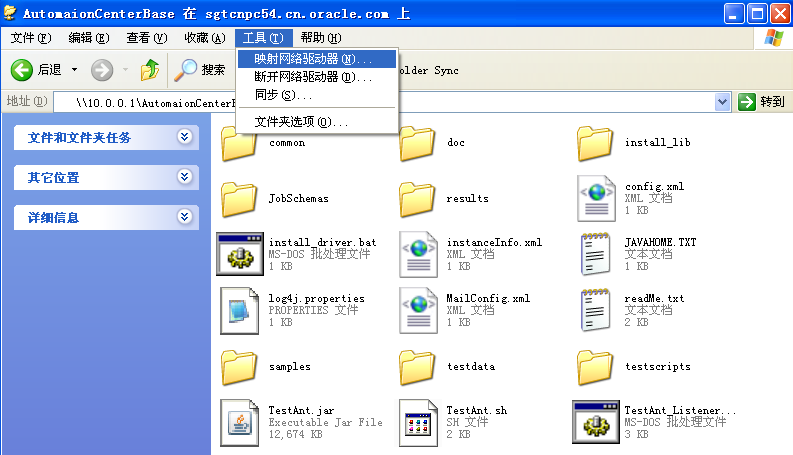 AutomaionCenterBase 在 sgtcnpc54.cn.oracle.com 上
文件(F) 编辑(E) 查看(V) 收藏(A) 工具(T) 帮助(H)
后退 搜索 older Sync
映射网络驱动器(N)...
断开网络驱动器(D)...
同步(S)...
文件夹选项(O)...
地址(D) \\10.0.0.1\AutomaionCenterB 转到
文件和文件夹任务
其它位置
详细信息
common
doc
install_lib
JobSchemas
results
config.xml
XML 文档
1 KB
install_driver.bat
MS-DOS 批处理文件
1 KB
instanceInfo.xml
XML 文档
1 KB
JAVAHOME.TXT
文本文档
1 KB
log4j.properties
PROPERTIES 文件
1 KB
MailConfig.xml
XML 文档
1 KB
readMe.txt
文本文档
2 KB
samples
testdata
testscripts
TestAnt.jar
Executable Jar File
12,674 KB
TestAnt.sh
SH 文件
2 KB
TestAnt_Listener...
MS-DOS 批处理文件
3 KB